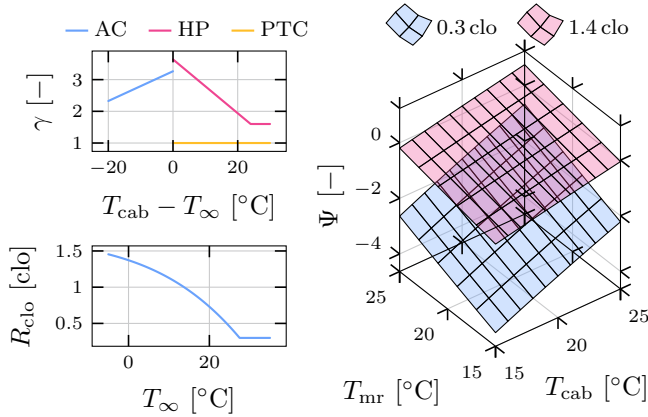 AC HP PTC
γ [−]
3
2
1
−20 0 20
T_cab − T_∞ [°C]
R_clo [clo]
1.5
1
0.5
0 20
T_∞ [°C]
0.3 clo 1.4 clo
Ψ [−]
0
−2
−4
25
20
15
T_mr [°C]
15
20
25
T_cab [°C]